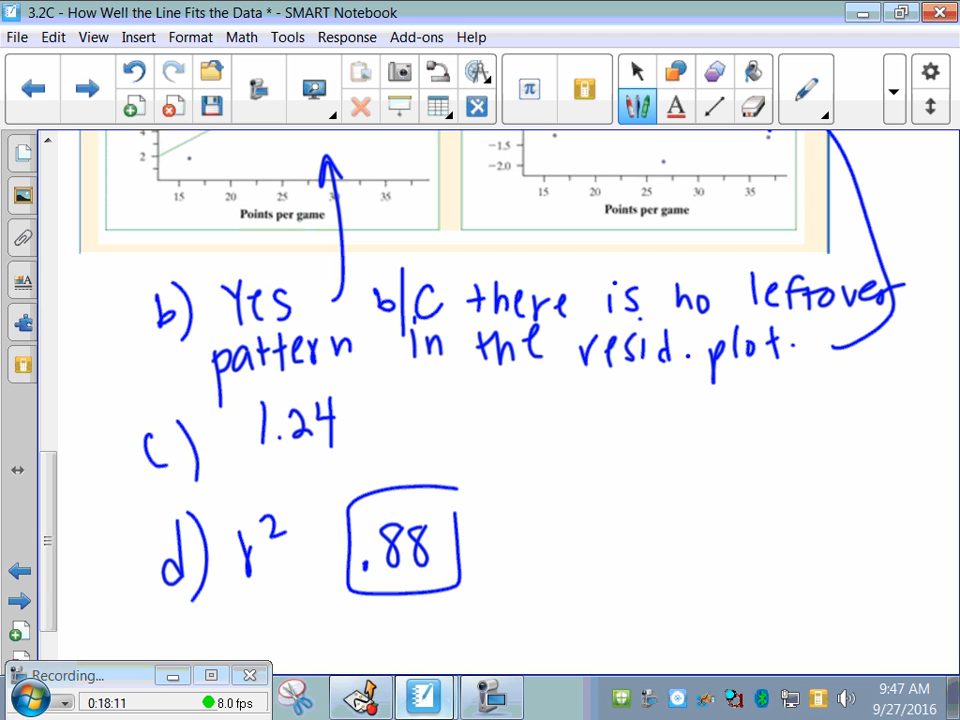 3.2C - How Well the Line Fits the Data * - SMART Notebook
File Edit View Insert Format Math Tools Response Add-ons Help
π
A
4
2
15 20 25 30 35
Points per game
−1.5
−2.0
15 20 25 30 35
Points per game
b) Yes b/c there is no leftover
pattern in the resid. plot.
c) 1.24
d) r² .88
Recording...
0:18:11 8.0 fps
9:47 AM
9/27/2016